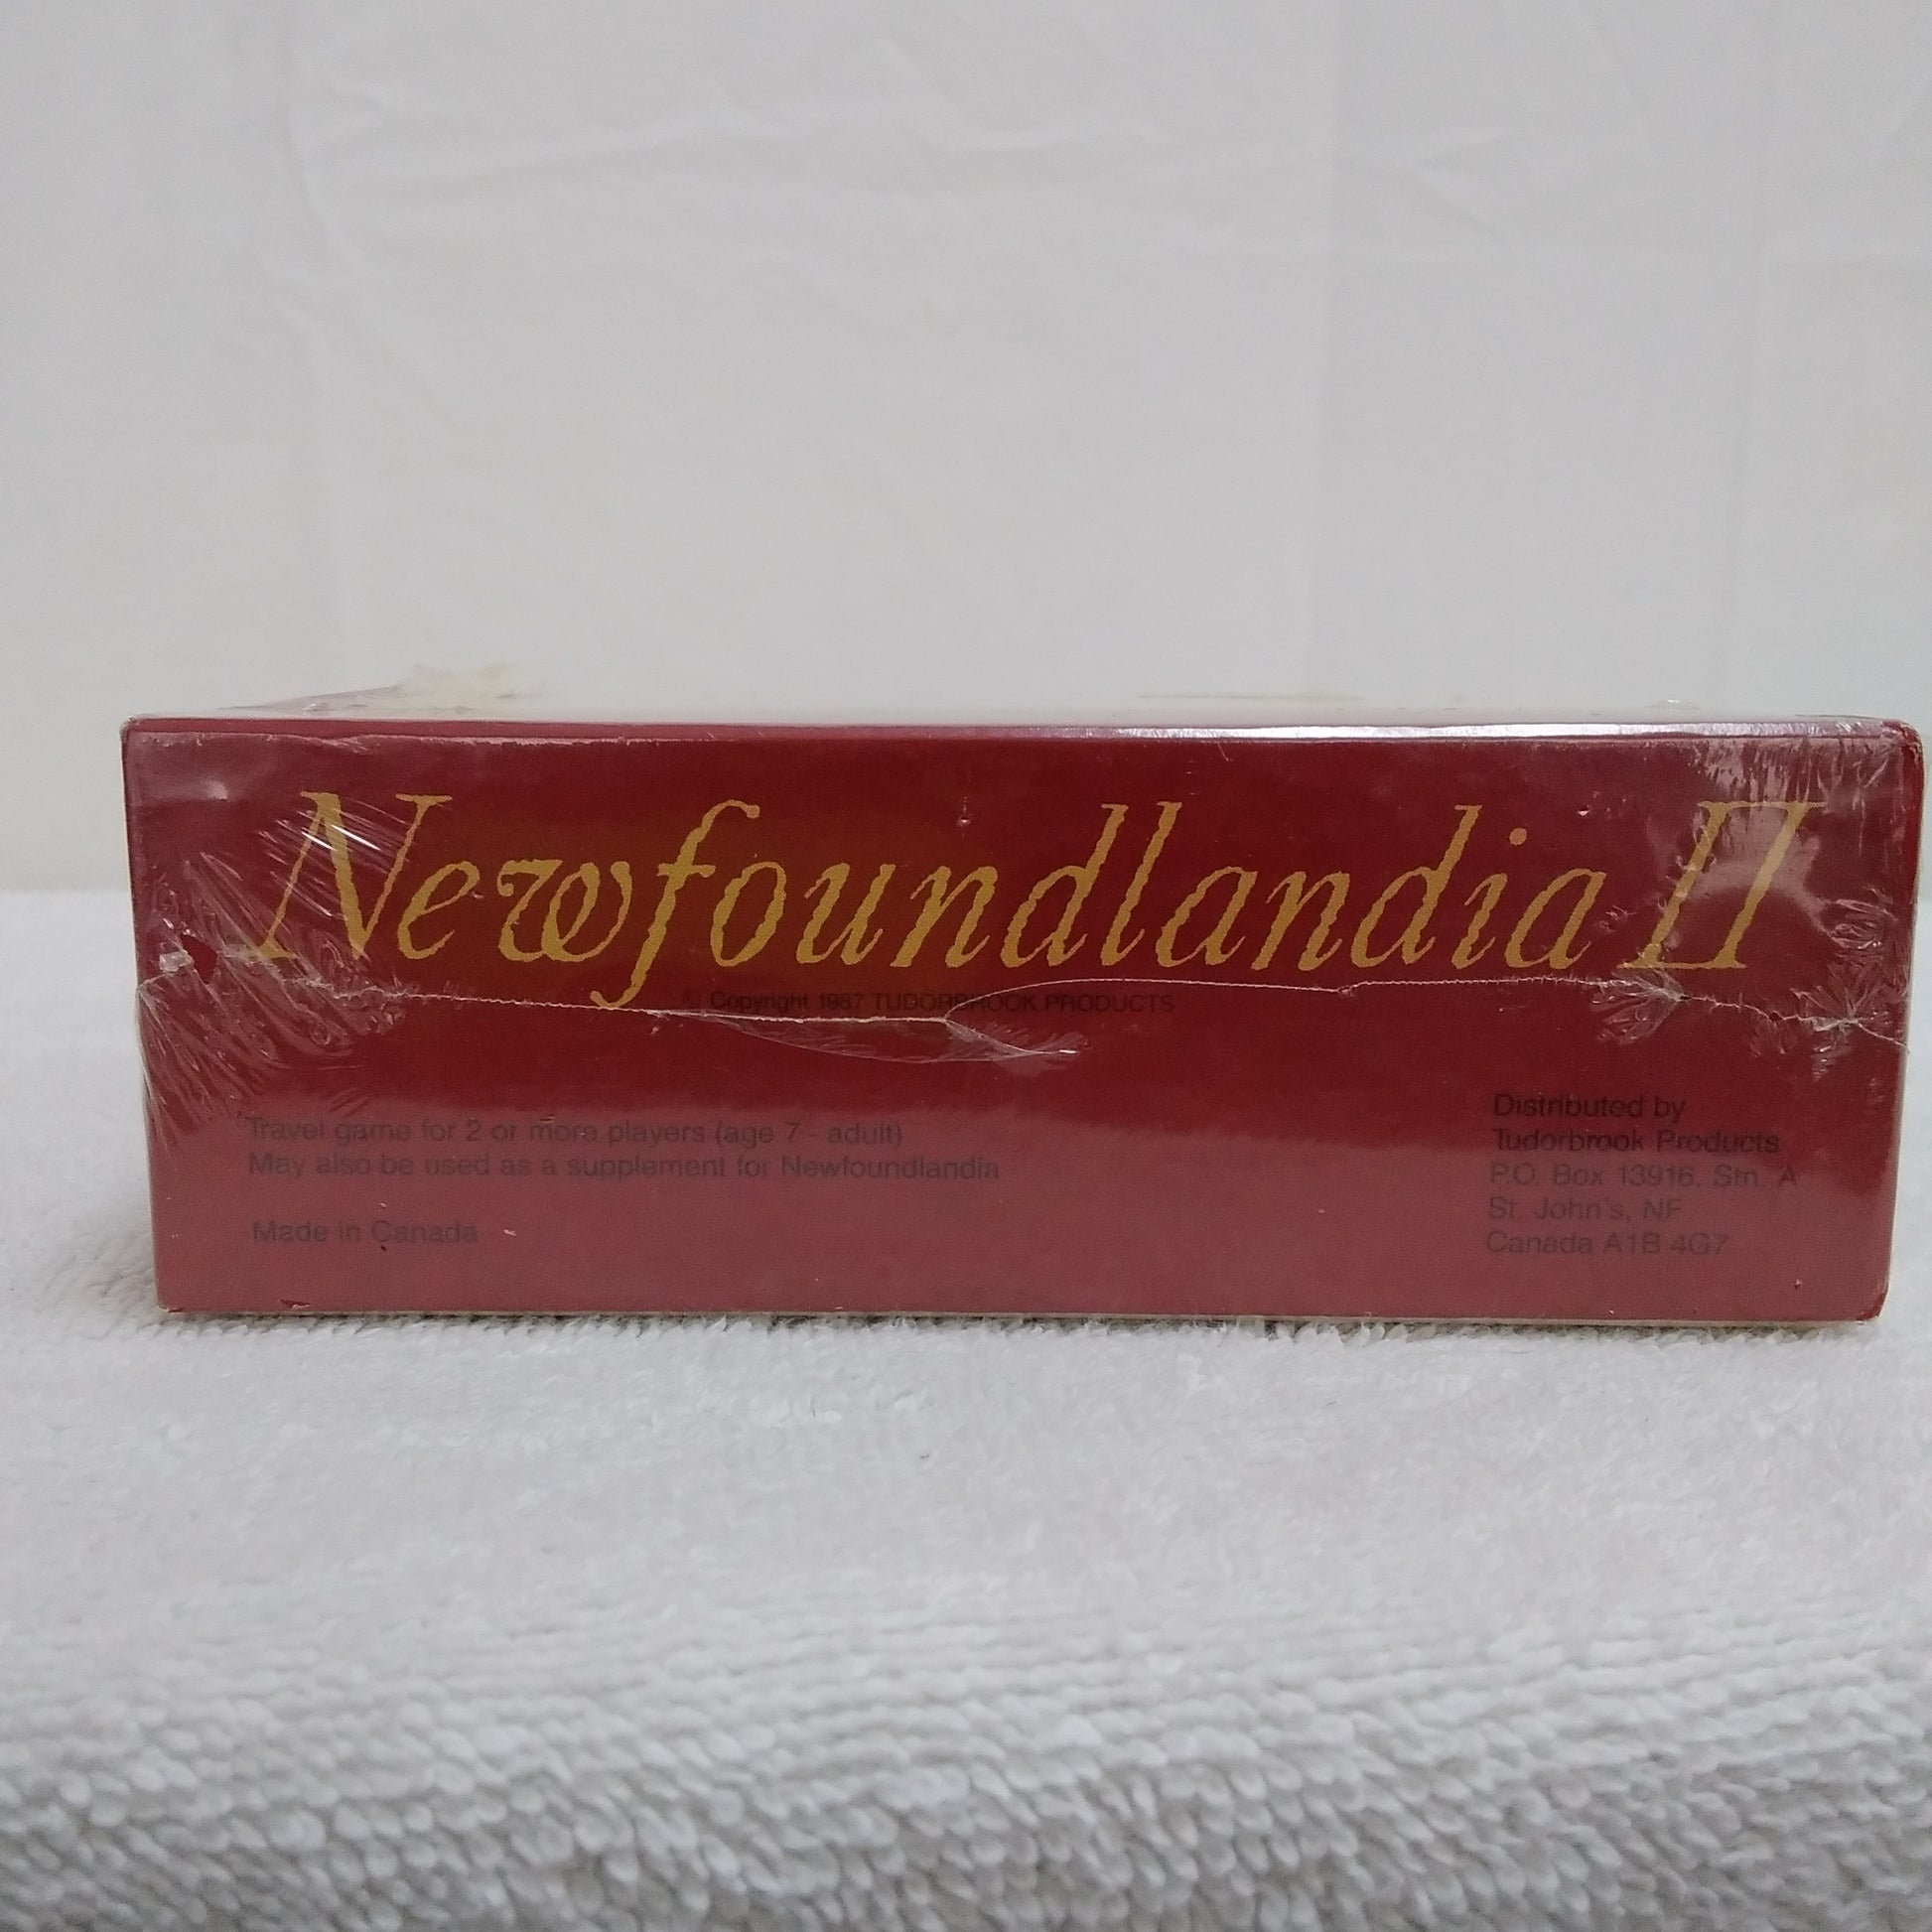 Newfoundlandia II
© Copyright 1987 TUDORBROOK PRODUCTS
Travel game for 2 or more players (age 7 - adult)
May also be used as a supplement for Newfoundlandia
Made in Canada
Distributed by
Tudorbrook Products
P.O. Box 13916, Stn. A
St. John's, NF
Canada A1B 4G7